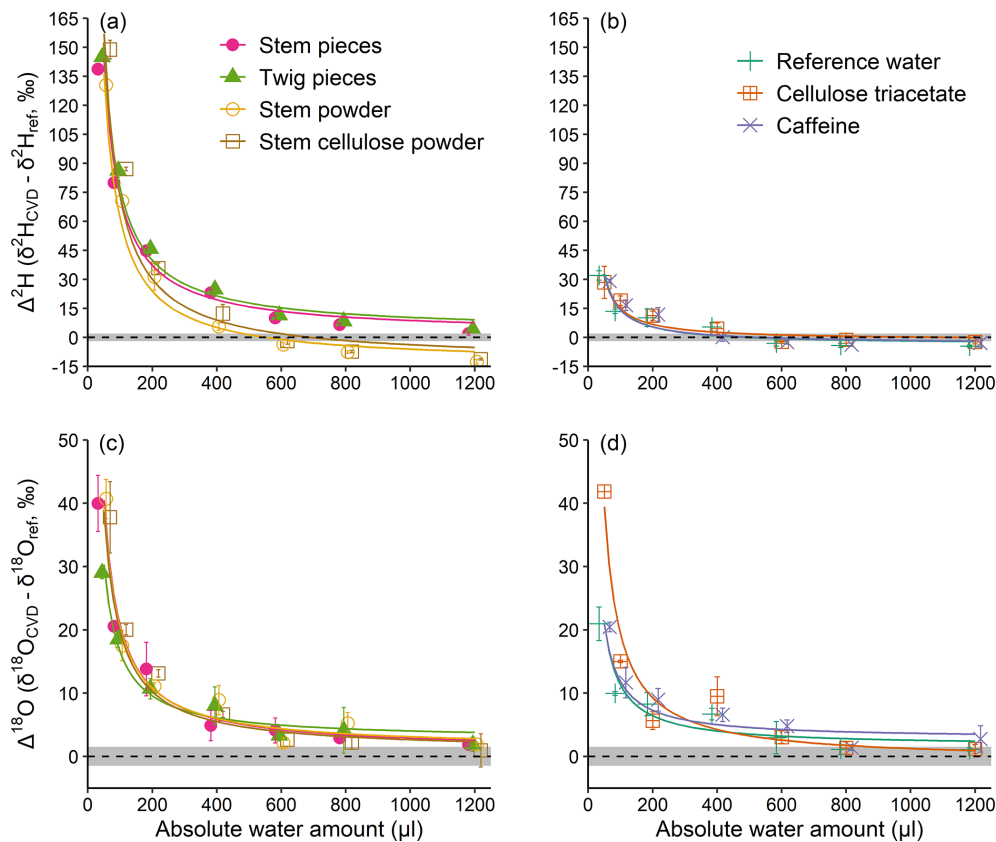 (a)
Stem pieces
Twig pieces
Stem powder
Stem cellulose powder
Δ²H (δ²H_CVD - δ²H_ref, ‰)
165
150
135
120
105
90
75
60
45
30
15
0
-15
0 200 400 600 800 1000 1200
(b)
Reference water
Cellulose triacetate
Caffeine
165
150
135
120
105
90
75
60
45
30
15
0
-15
0 200 400 600 800 1000 1200
(c)
Δ¹⁸O (δ¹⁸O_CVD - δ¹⁸O_ref, ‰)
50
40
30
20
10
0
0 200 400 600 800 1000 1200
Absolute water amount (µl)
(d)
50
40
30
20
10
0
0 200 400 600 800 1000 1200
Absolute water amount (µl)